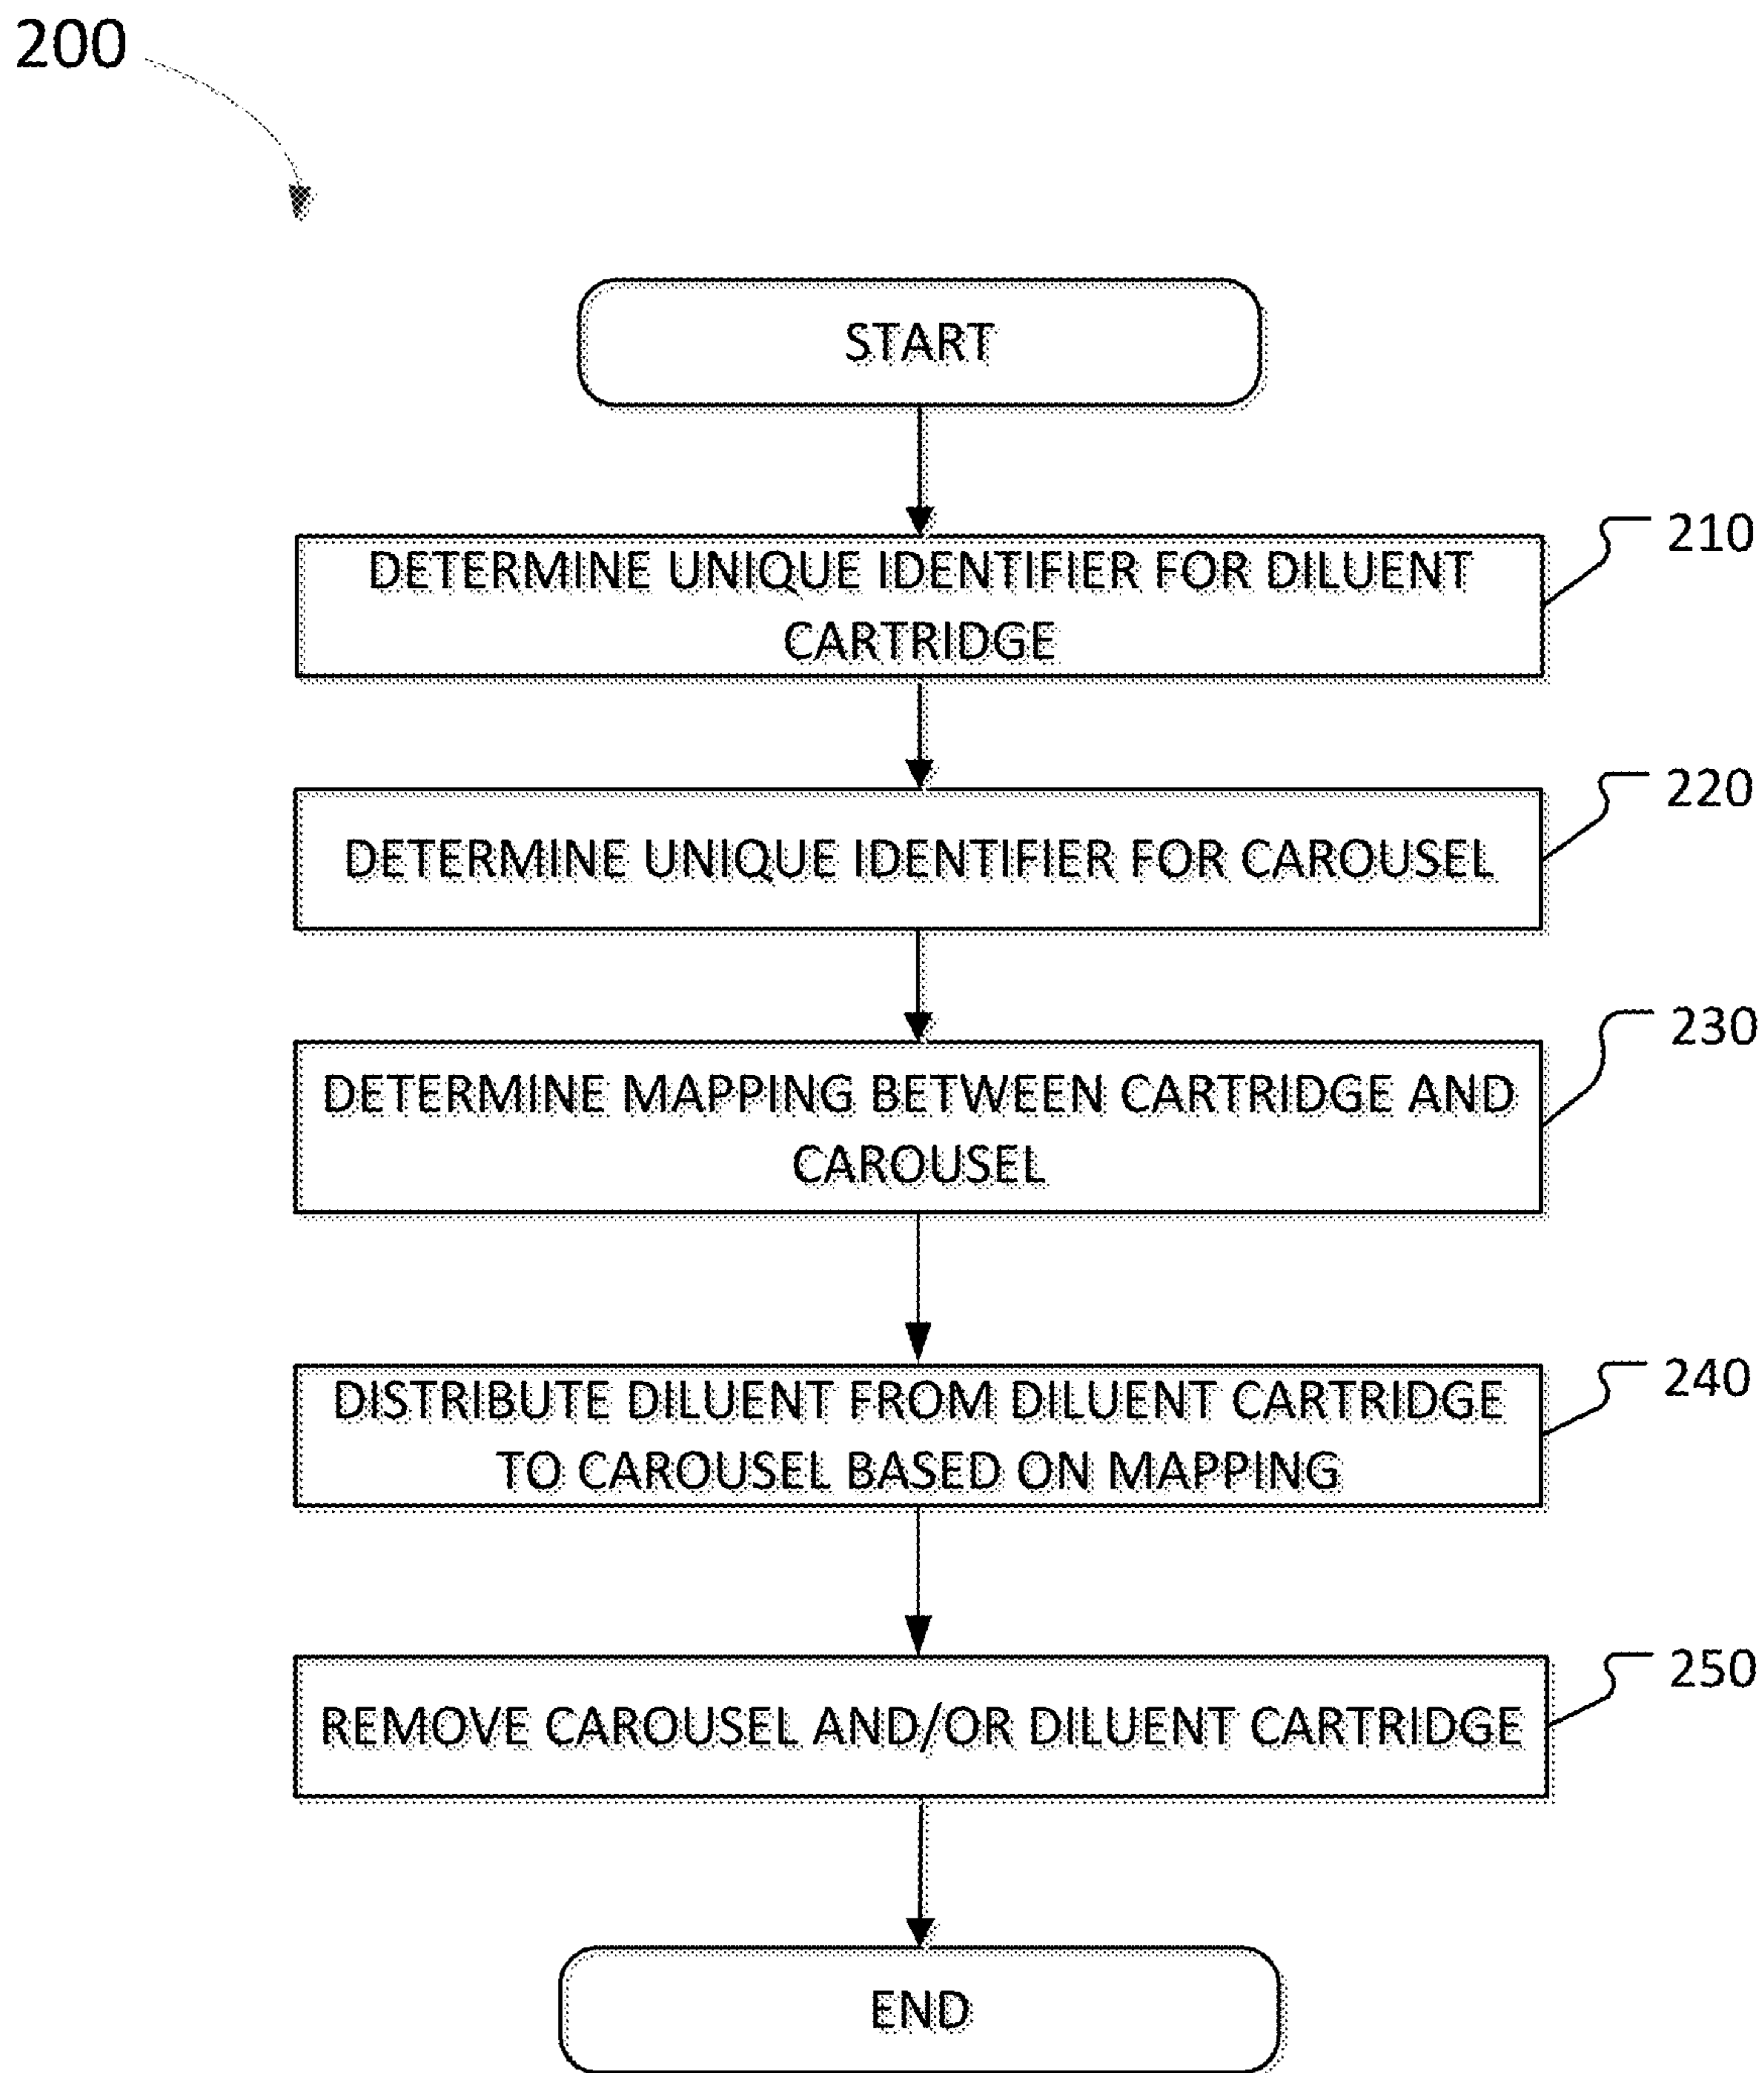 200
START
210
DETERMINE UNIQUE IDENTIFIER FOR DILUENT
CARTRIDGE
220
DETERMINE UNIQUE IDENTIFIER FOR CAROUSEL
230
DETERMINE MAPPING BETWEEN CARTRIDGE AND
CAROUSEL
240
DISTRIBUTE DILUENT FROM DILUENT CARTRIDGE
TO CAROUSEL BASED ON MAPPING
250
REMOVE CAROUSEL AND/OR DILUENT CARTRIDGE
END